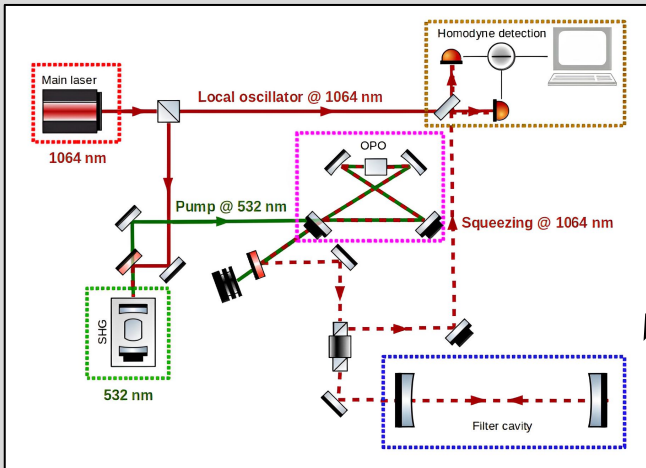 Homodyne detection
Main laser
Local oscillator @ 1064 nm
1064 nm
OPO
Pump @ 532 nm
Squeezing @ 1064 nm
SHG
532 nm
Filter cavity